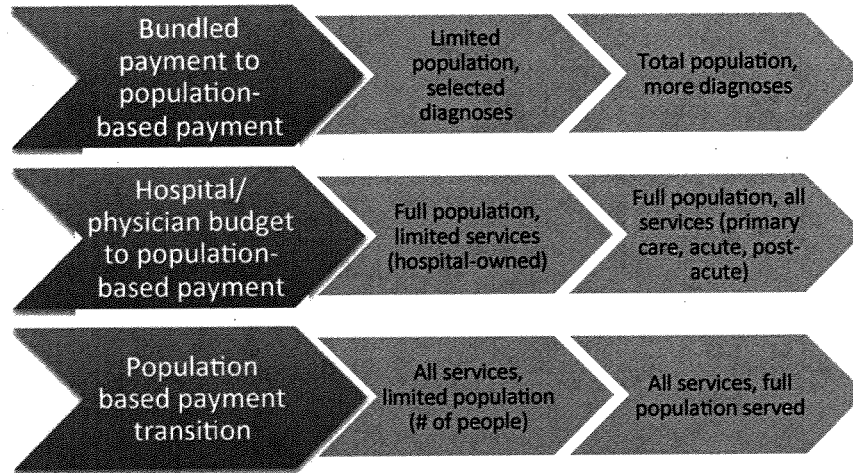 Bundled
payment to
population-
based payment
Limited
population,
selected
diagnoses
Total population,
more diagnoses
Hospital/
physician budget
to population-
based payment
Full population,
limited services
(hospital-owned)
Full population, all
services (primary
care, acute, post-
acute)
Population
based payment
transition
All services,
limited population
(# of people)
All services, full
population served